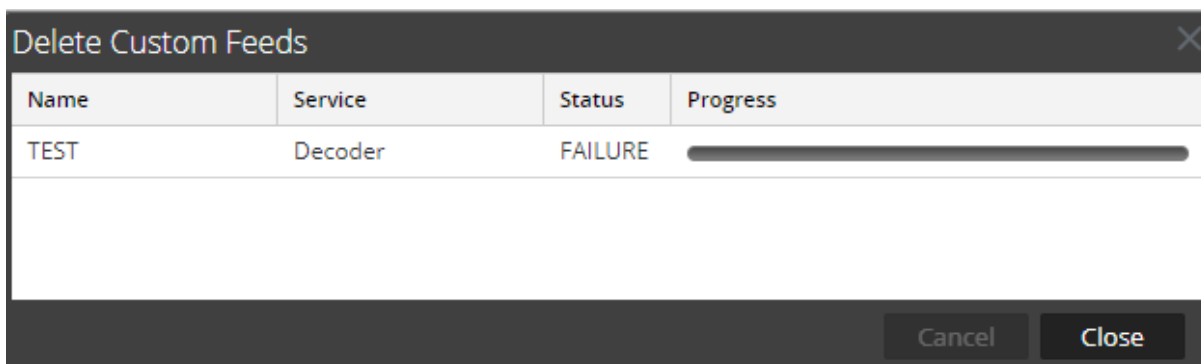 Delete Custom Feeds
Name Service Status Progress
TEST Decoder FAILURE
Cancel Close